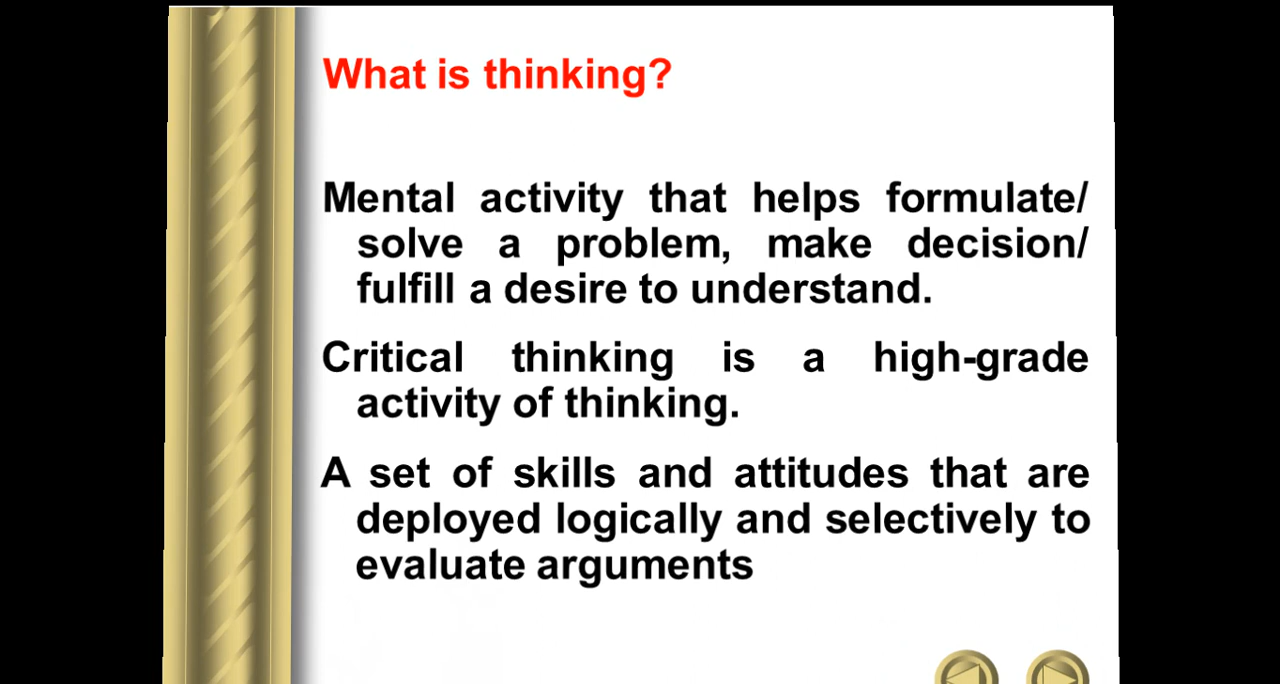 What is thinking?
Mental activity that helps formulate/
solve a problem, make decision/
fulfill a desire to understand.
Critical thinking is a high-grade
activity of thinking.
A set of skills and attitudes that are
deployed logically and selectively to
evaluate arguments